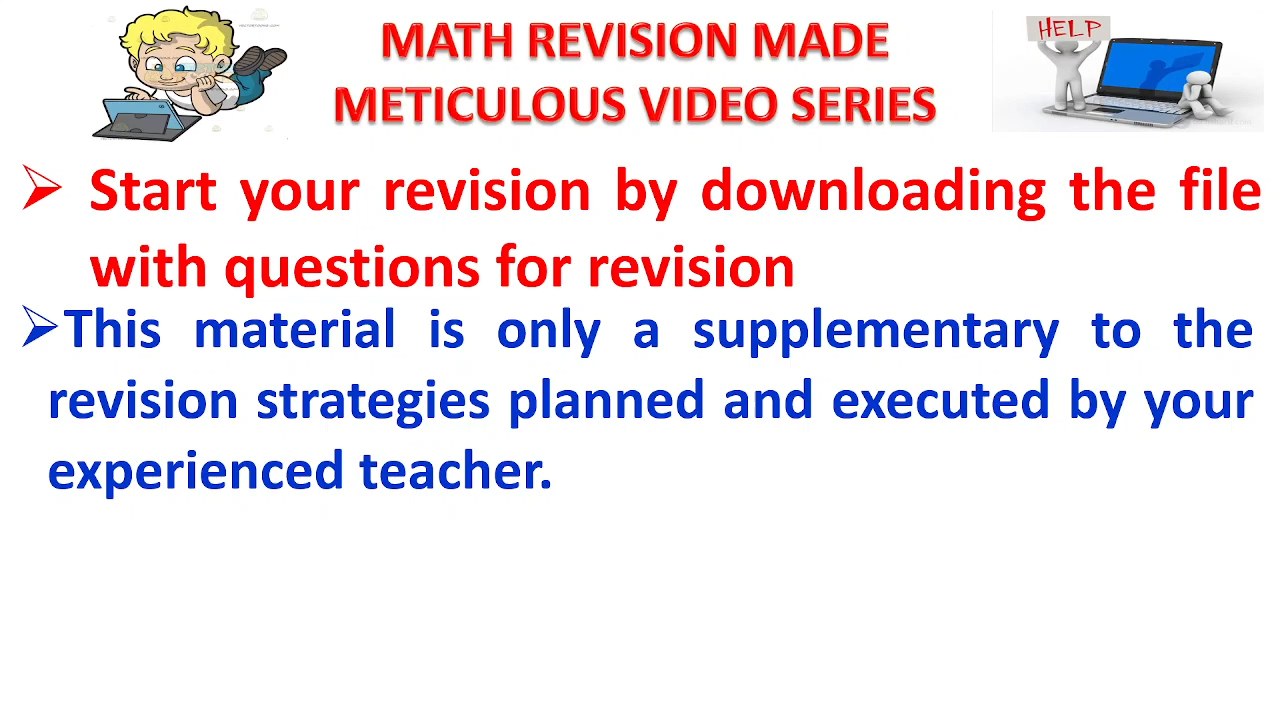 MATH REVISION MADE
METICULOUS VIDEO SERIES
HELP
Start your revision by downloading the file
with questions for revision
This material is only a supplementary to the
revision strategies planned and executed by your
experienced teacher.